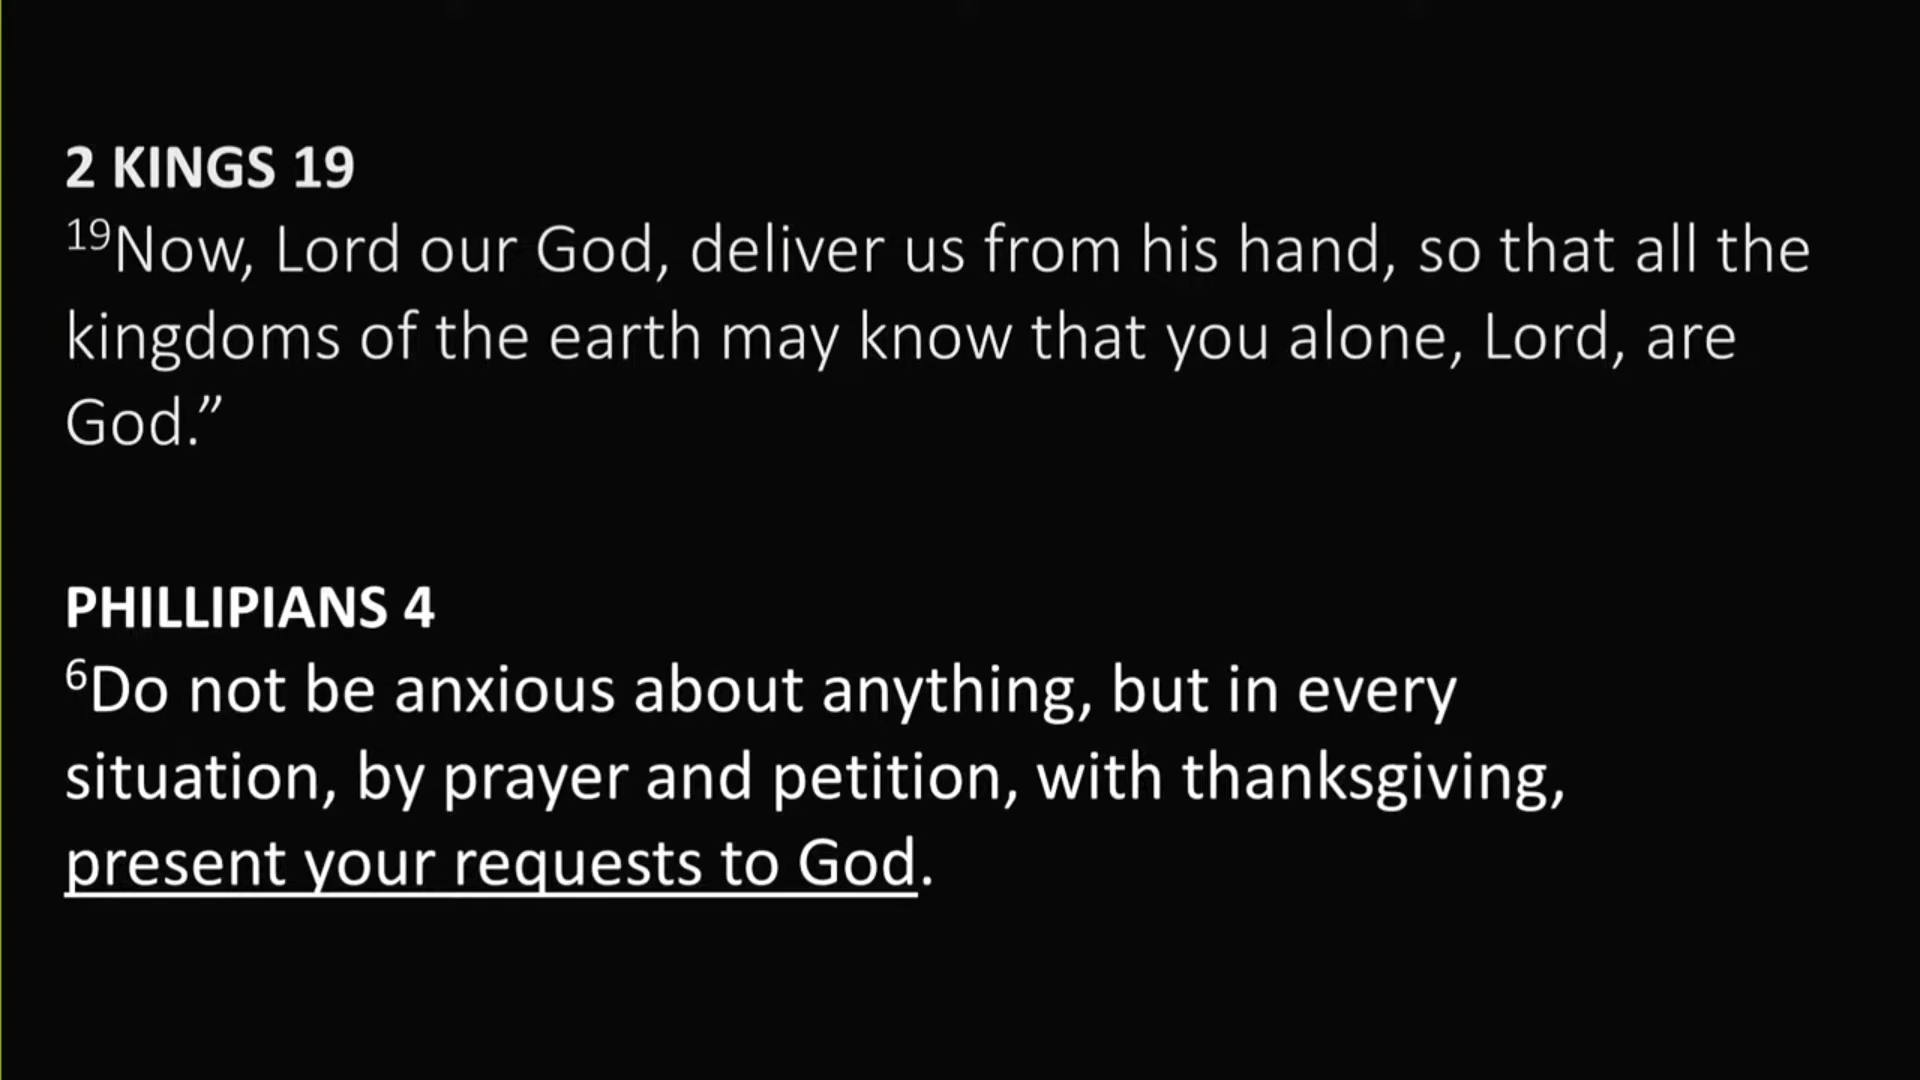 2 KINGS 19
19Now, Lord our God, deliver us from his hand, so that all the
kingdoms of the earth may know that you alone, Lord, are
God.”
PHILLIPIANS 4
6Do not be anxious about anything, but in every
situation, by prayer and petition, with thanksgiving,
present your requests to God.